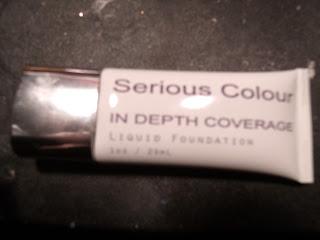 Serious Colour
IN DEPTH COVERAGE
LIQUID FOUNDATION
1oz / 29mL